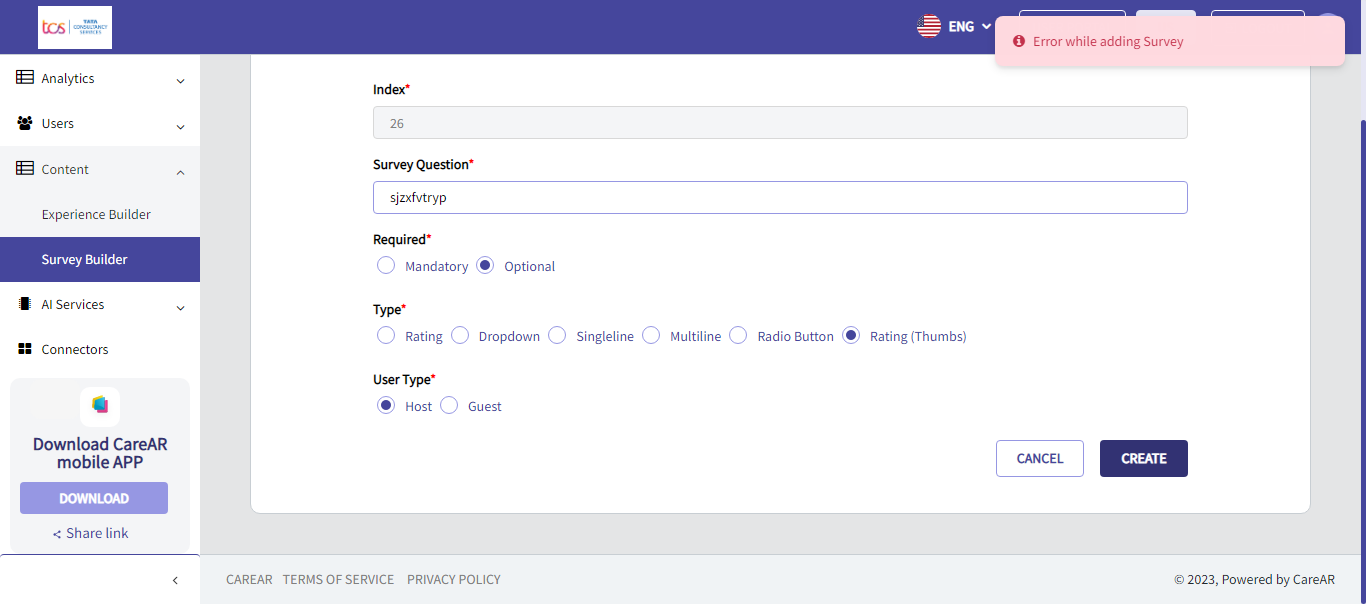 tcs TATA CONSULTANCY SERVICES
ENG
Error while adding Survey
Analytics
Users
Content
Experience Builder
Survey Builder
AI Services
Connectors
Download CareAR
mobile APP
DOWNLOAD
Share link
Index*
26
Survey Question*
sjzxfvtryp
Required*
Mandatory Optional
Type*
Rating Dropdown Singleline Multiline Radio Button Rating (Thumbs)
User Type*
Host Guest
CANCEL CREATE
CAREAR TERMS OF SERVICE PRIVACY POLICY
© 2023, Powered by CareAR